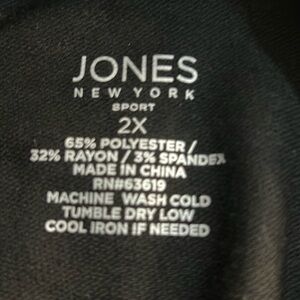 JONES
NEW YORK
SPORT
2X
65% POLYESTER /
32% RAYON / 3% SPANDEX
MADE IN CHINA
RN#63619
MACHINE WASH COLD
TUMBLE DRY LOW
COOL IRON IF NEEDED